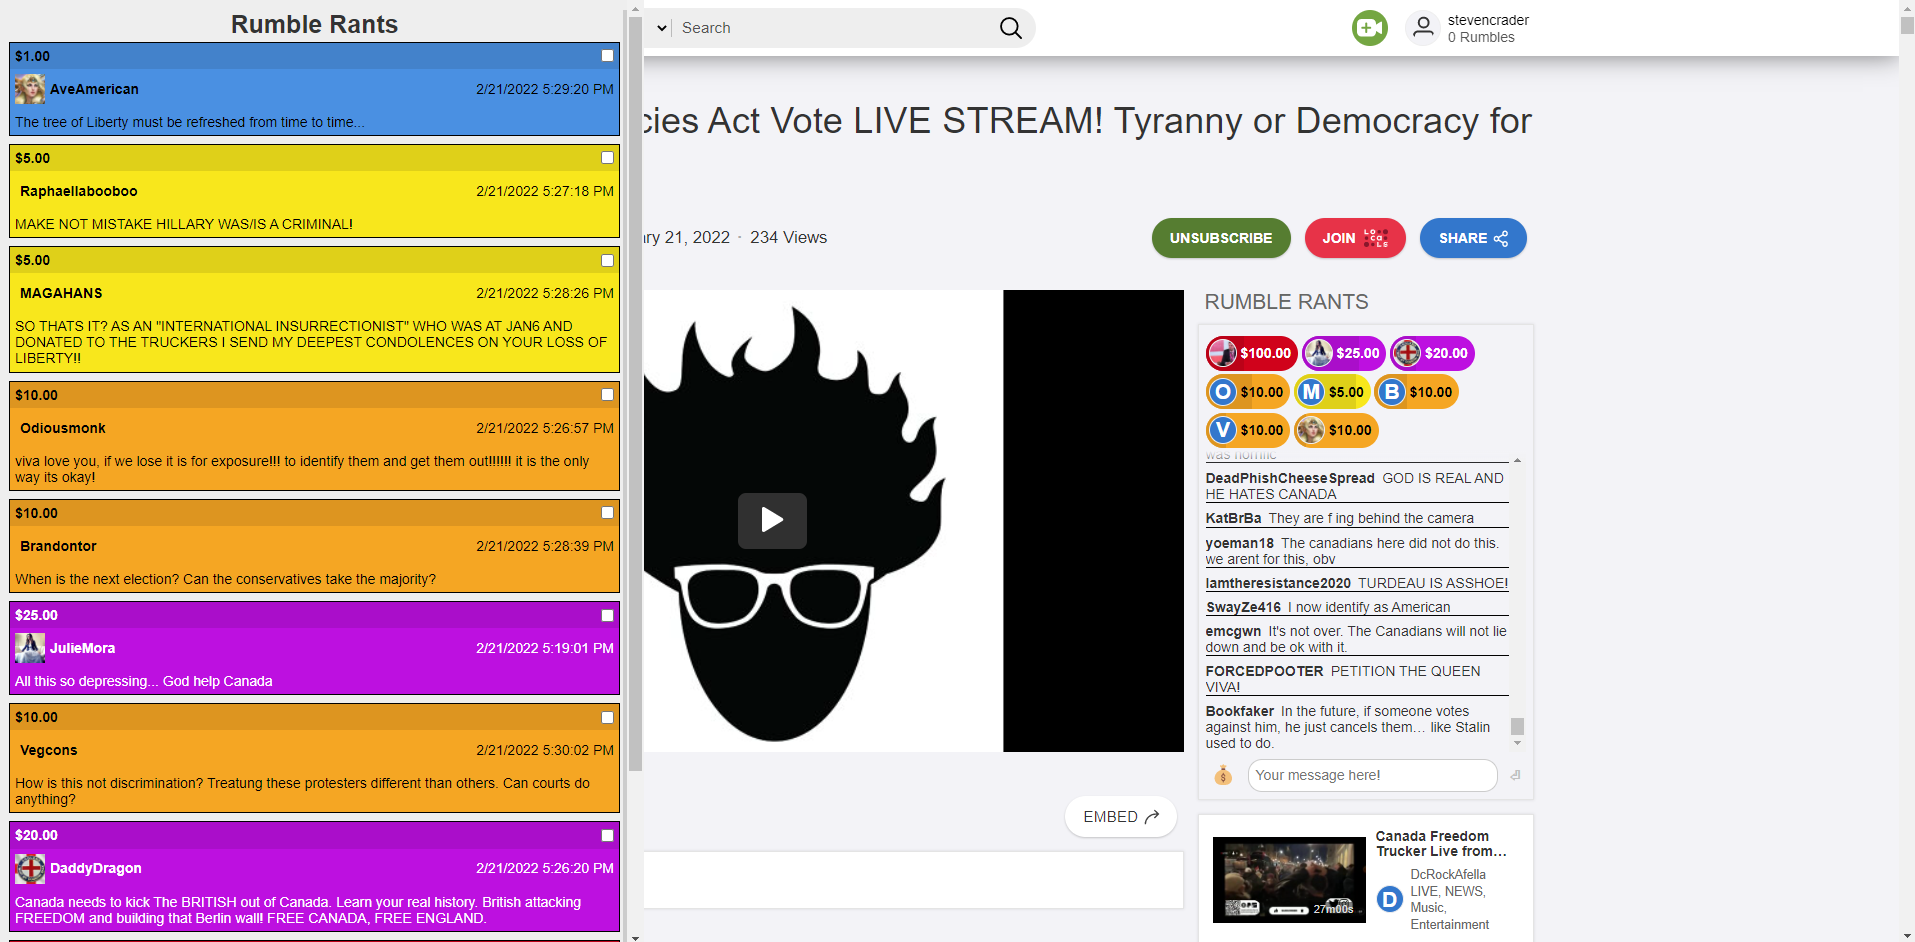 Rumble Rants
$1.00
AveAmerican 2/21/2022 5:29:20 PM
The tree of Liberty must be refreshed from time to time...
$5.00
Raphaellabooboo 2/21/2022 5:27:18 PM
MAKE NOT MISTAKE HILLARY WAS/IS A CRIMINAL!
$5.00
MAGAHANS 2/21/2022 5:28:26 PM
SO THATS IT? AS AN "INTERNATIONAL INSURRECTIONIST" WHO WAS AT JAN6 AND
DONATED TO THE TRUCKERS I SEND MY DEEPEST CONDOLENCES ON YOUR LOSS OF
LIBERTY!!
$10.00
Odiousmonk 2/21/2022 5:26:57 PM
viva love you, if we lose it is for exposure!!! to identify them and get them out!!!!!! it is the only
way its okay!
$10.00
Brandontor 2/21/2022 5:28:39 PM
When is the next election? Can the conservatives take the majority?
$25.00
JulieMora 2/21/2022 5:19:01 PM
All this so depressing... God help Canada
$10.00
Vegcons 2/21/2022 5:30:02 PM
How is this not discrimination? Treatung these protesters different than others. Can courts do
anything?
$20.00
DaddyDragon 2/21/2022 5:26:20 PM
Canada needs to kick The BRITISH out of Canada. Learn your real history. British attacking
FREEDOM and building that Berlin wall! FREE CANADA, FREE ENGLAND.
Search
stevencrader
0 Rumbles
cies Act Vote LIVE STREAM! Tyranny or Democracy for
ary 21, 2022 · 234 Views
UNSUBSCRIBE
JOIN LOCALS
SHARE
EMBED
RUMBLE RANTS
$100.00 $25.00 $20.00
O $10.00 M $5.00 B $10.00
V $10.00 $10.00
was horrific
DeadPhishCheeseSpread GOD IS REAL AND
HE HATES CANADA
KatBrBa They are f ing behind the camera
yoeman18 The canadians here did not do this.
we arent for this, obv
Iamtheresistance2020 TURDEAU IS ASSHOE!
SwayZe416 I now identify as American
emcgwn It's not over. The Canadians will not lie
down and be ok with it.
FORCEDPOOTER PETITION THE QUEEN
VIVA!
Bookfaker In the future, if someone votes
against him, he just cancels them… like Stalin
used to do.
Your message here!
27m00s
Canada Freedom
Trucker Live from…
D
DcRockAfella
LIVE, NEWS,
Music,
Entertainment